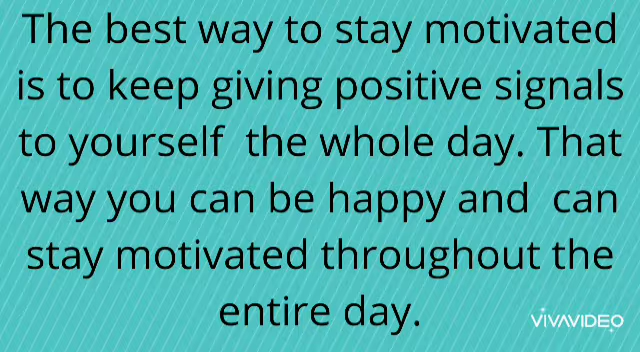 The best way to stay motivated
is to keep giving positive signals
to yourself the whole day. That
way you can be happy and can
stay motivated throughout the
entire day.
VIVAVIDEO